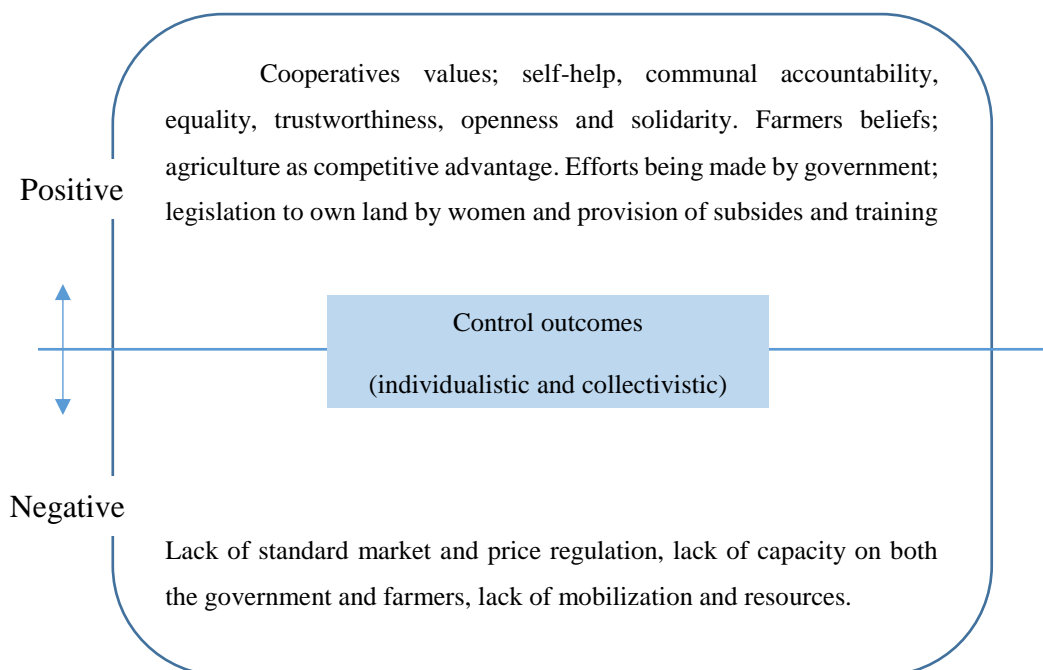 Cooperatives values; self-help, communal accountability,
equality, trustworthiness, openness and solidarity. Farmers beliefs;
agriculture as competitive advantage. Efforts being made by government;
legislation to own land by women and provision of subsides and training
Positive
Control outcomes
(individualistic and collectivistic)
Negative
Lack of standard market and price regulation, lack of capacity on both
the government and farmers, lack of mobilization and resources.